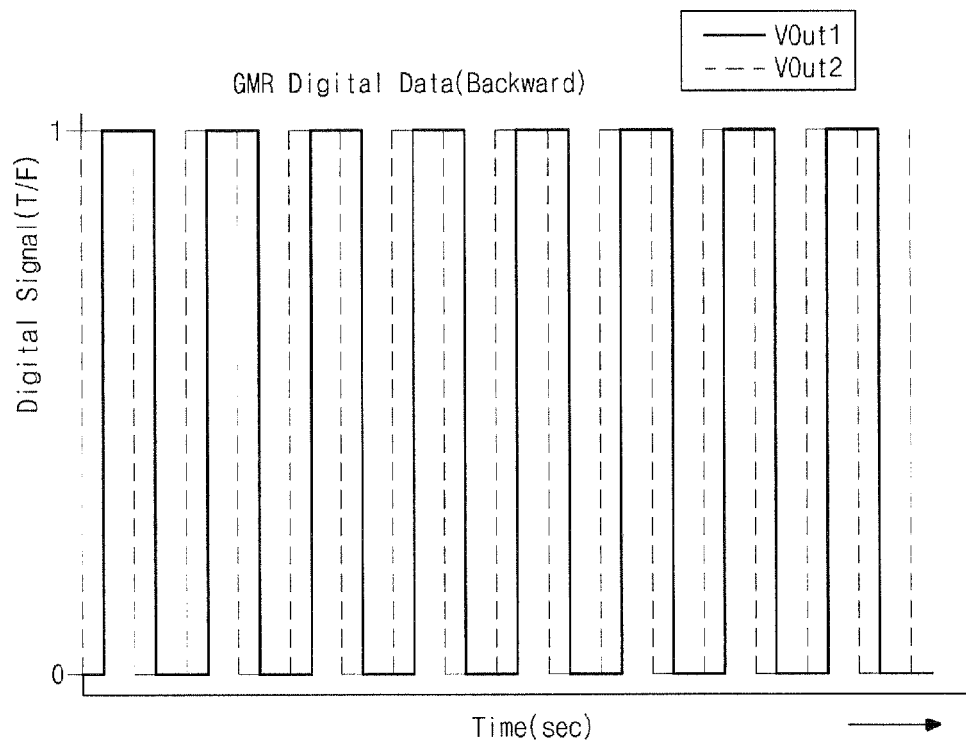 VOut1
VOut2
GMR Digital Data(Backward)
1
Digital Signal(T/F)
0
Time(sec)